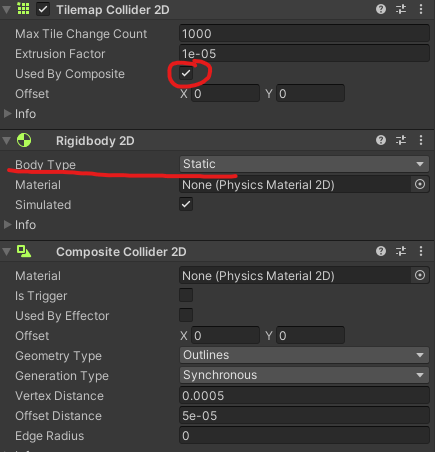 Tilemap Collider 2D
Max Tile Change Count 1000
Extrusion Factor 1e-05
Used By Composite
Offset X 0 Y 0
Info
Rigidbody 2D
Body Type Static
Material None (Physics Material 2D)
Simulated
Info
Composite Collider 2D
Material None (Physics Material 2D)
Is Trigger
Used By Effector
Offset X 0 Y 0
Geometry Type Outlines
Generation Type Synchronous
Vertex Distance 0.0005
Offset Distance 5e-05
Edge Radius 0